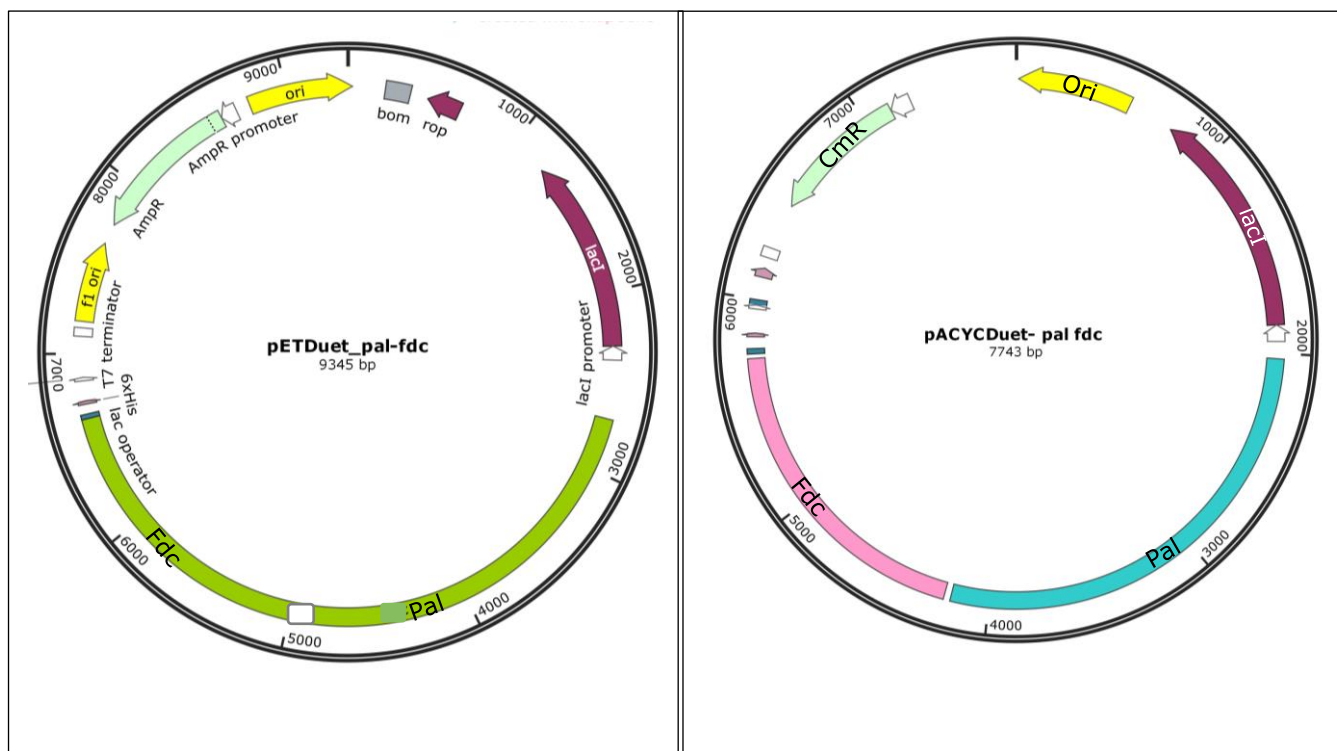 9000
ori
bom
rop
1000
AmpR promoter
8000
AmpR
lacI
2000
f1 ori
T7 terminator
7000
6xHis
lac operator
lacI promoter
pETDuet_pal-fdc
9345 bp
3000
Fdc
6000
Pal
5000
4000
Ori
7000
CmR
1000
lacI
6000
2000
pACYCDuet- pal fdc
7743 bp
Fdc
5000
Pal
3000
4000